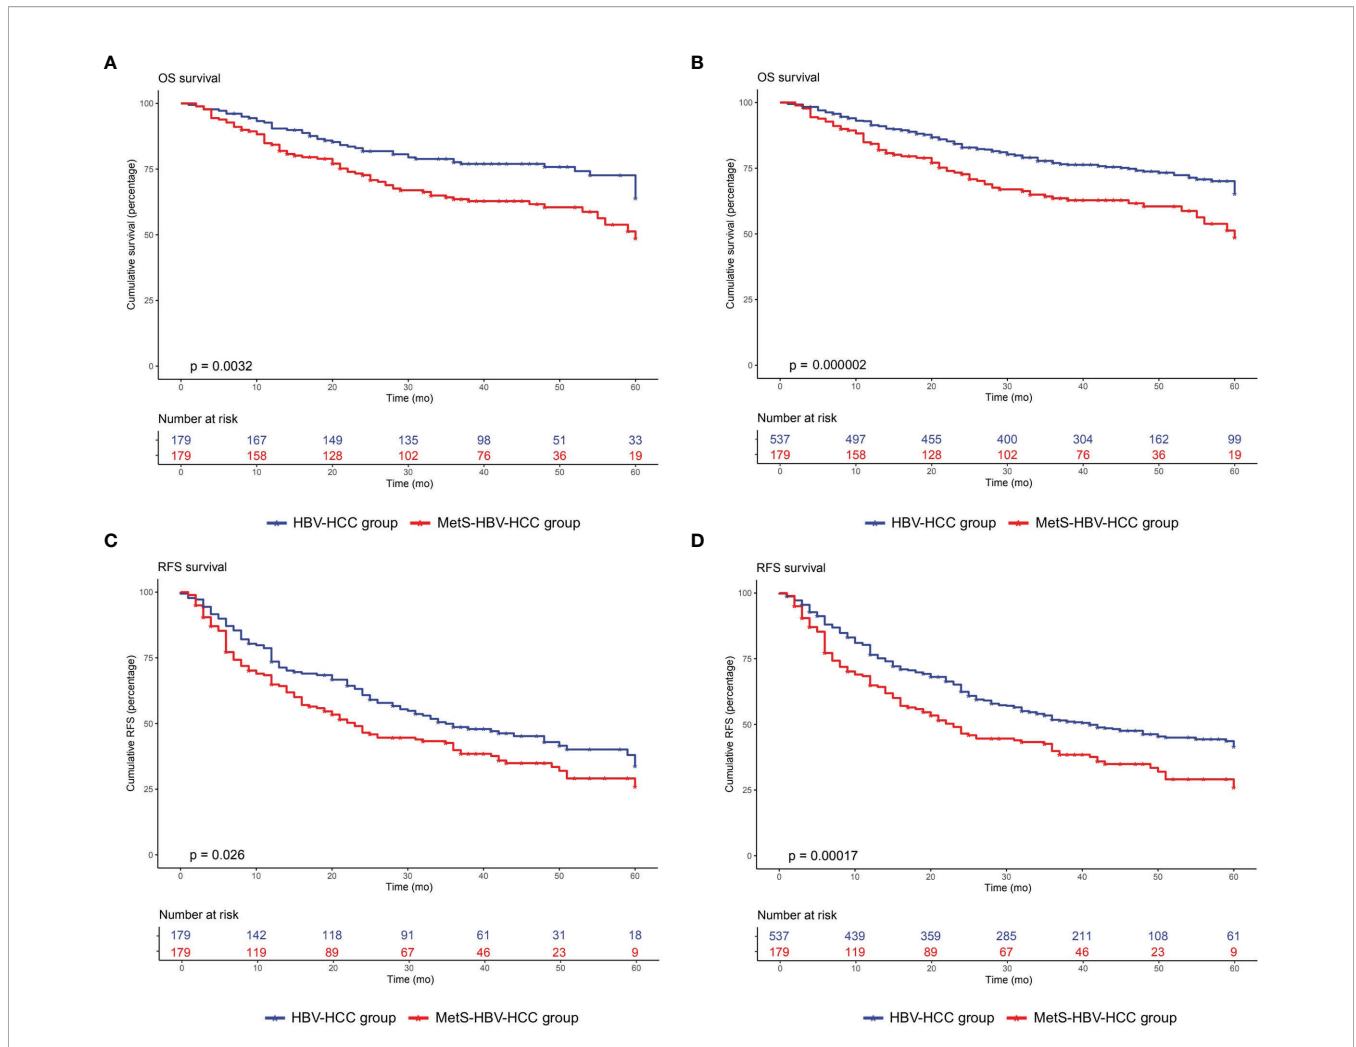 A
OS survival
Cumulative survival (percentage)
100
75
50
25
0
p = 0.0032
0 10 20 30 40 50 60
Time (mo)
Number at risk
179 167 149 135 98 51 33
179 158 128 102 76 36 19
0 10 20 30 40 50 60
Time (mo)
HBV-HCC group MetS-HBV-HCC group
B
OS survival
Cumulative survival (percentage)
100
75
50
25
0
p = 0.000002
0 10 20 30 40 50 60
Time (mo)
Number at risk
537 497 455 400 304 162 99
179 158 128 102 76 36 19
0 10 20 30 40 50 60
Time (mo)
HBV-HCC group MetS-HBV-HCC group
C
RFS survival
Cumulative RFS (percentage)
100
75
50
25
0
p = 0.026
0 10 20 30 40 50 60
Time (mo)
Number at risk
179 142 118 91 61 31 18
179 119 89 67 46 23 9
0 10 20 30 40 50 60
Time (mo)
HBV-HCC group MetS-HBV-HCC group
D
RFS survival
Cumulative RFS (percentage)
100
75
50
25
0
p = 0.00017
0 10 20 30 40 50 60
Time (mo)
Number at risk
537 439 359 285 211 108 61
179 119 89 67 46 23 9
0 10 20 30 40 50 60
Time (mo)
HBV-HCC group MetS-HBV-HCC group